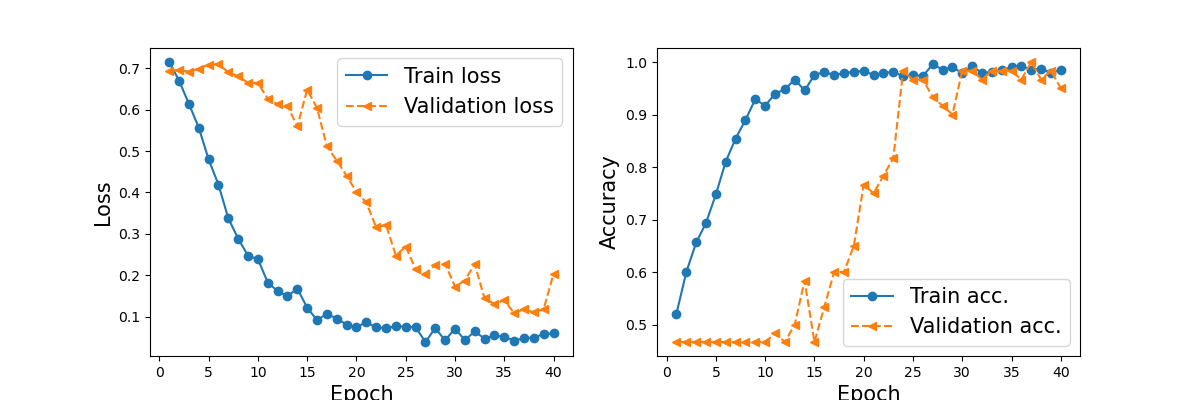 0.7
0.6
0.5
0.4
0.3
0.2
0.1
Loss
0 5 10 15 20 25 30 35 40
Epoch
Train loss
Validation loss
1.0
0.9
0.8
0.7
0.6
0.5
Accuracy
0 5 10 15 20 25 30 35 40
Epoch
Train acc.
Validation acc.